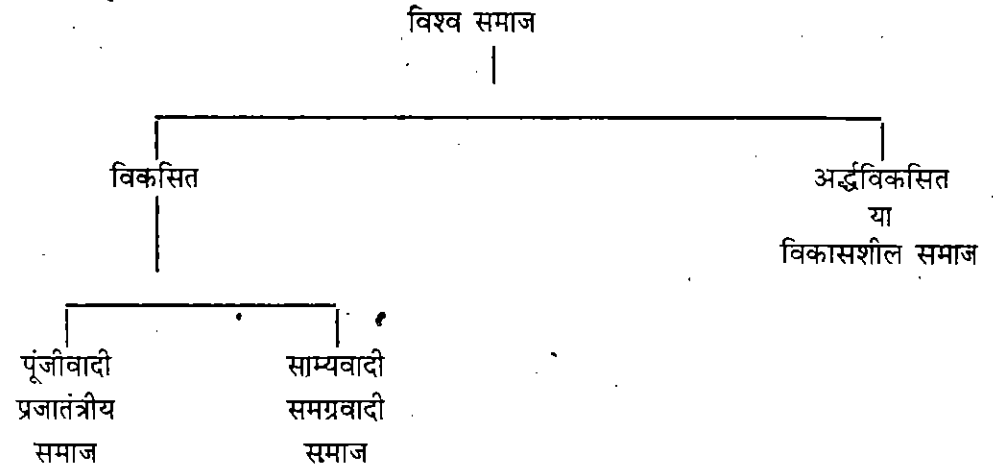 विश्व समाज
विकसित
अर्द्धविकसित
या
विकासशील समाज
पूंजीवादी
प्रजातंत्रीय
समाज
साम्यवादी
समग्रवादी
समाज